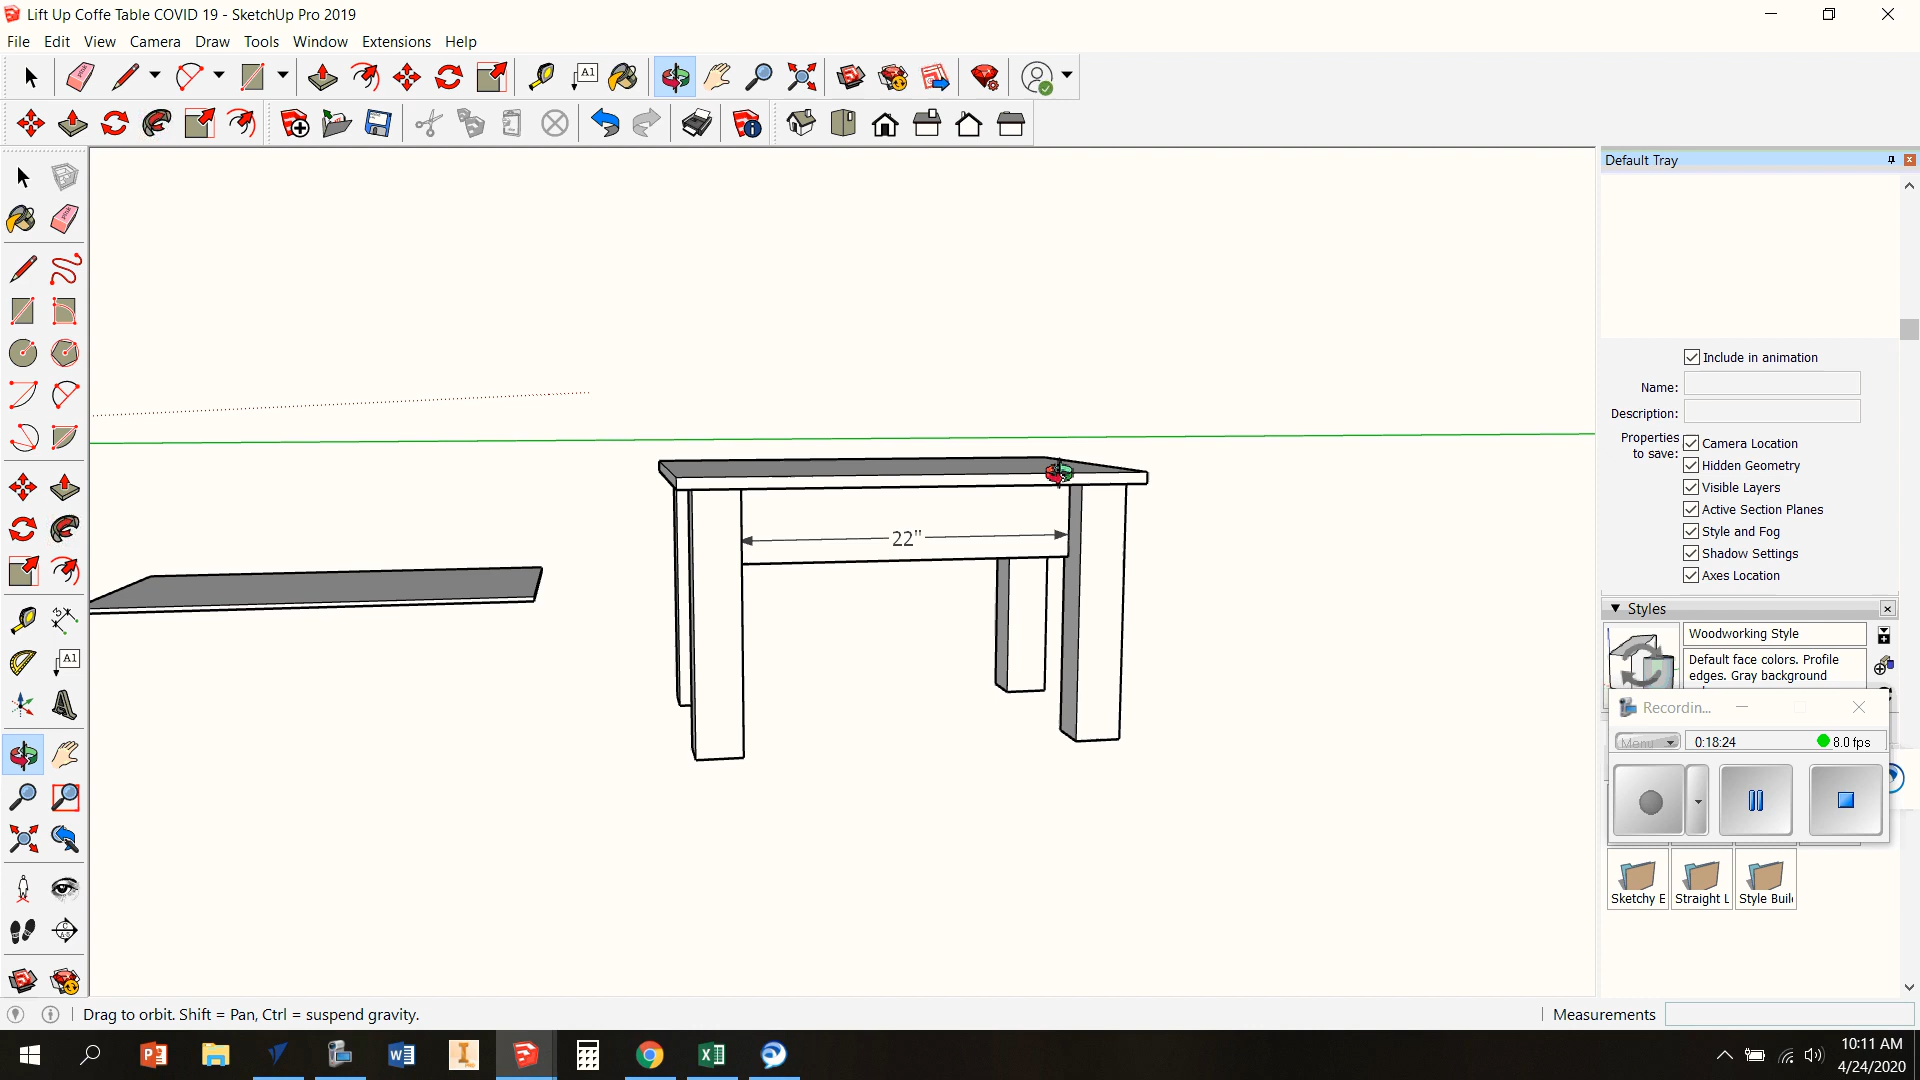 Lift Up Coffe Table COVID 19 - SketchUp Pro 2019
File Edit View Camera Draw Tools Window Extensions Help
A1
Default Tray
Include in animation
Name:
Description:
Properties to save:
Camera Location
Hidden Geometry
Visible Layers
Active Section Planes
Style and Fog
Shadow Settings
Axes Location
22"
A1
Styles
Woodworking Style
Default face colors. Profile
edges. Gray background
Recordin...
Menu
0:18:24
8.0 fps
Sketchy E
Straight L
Style Buil
Drag to orbit. Shift = Pan, Ctrl = suspend gravity.
Measurements
10:11 AM
4/24/2020